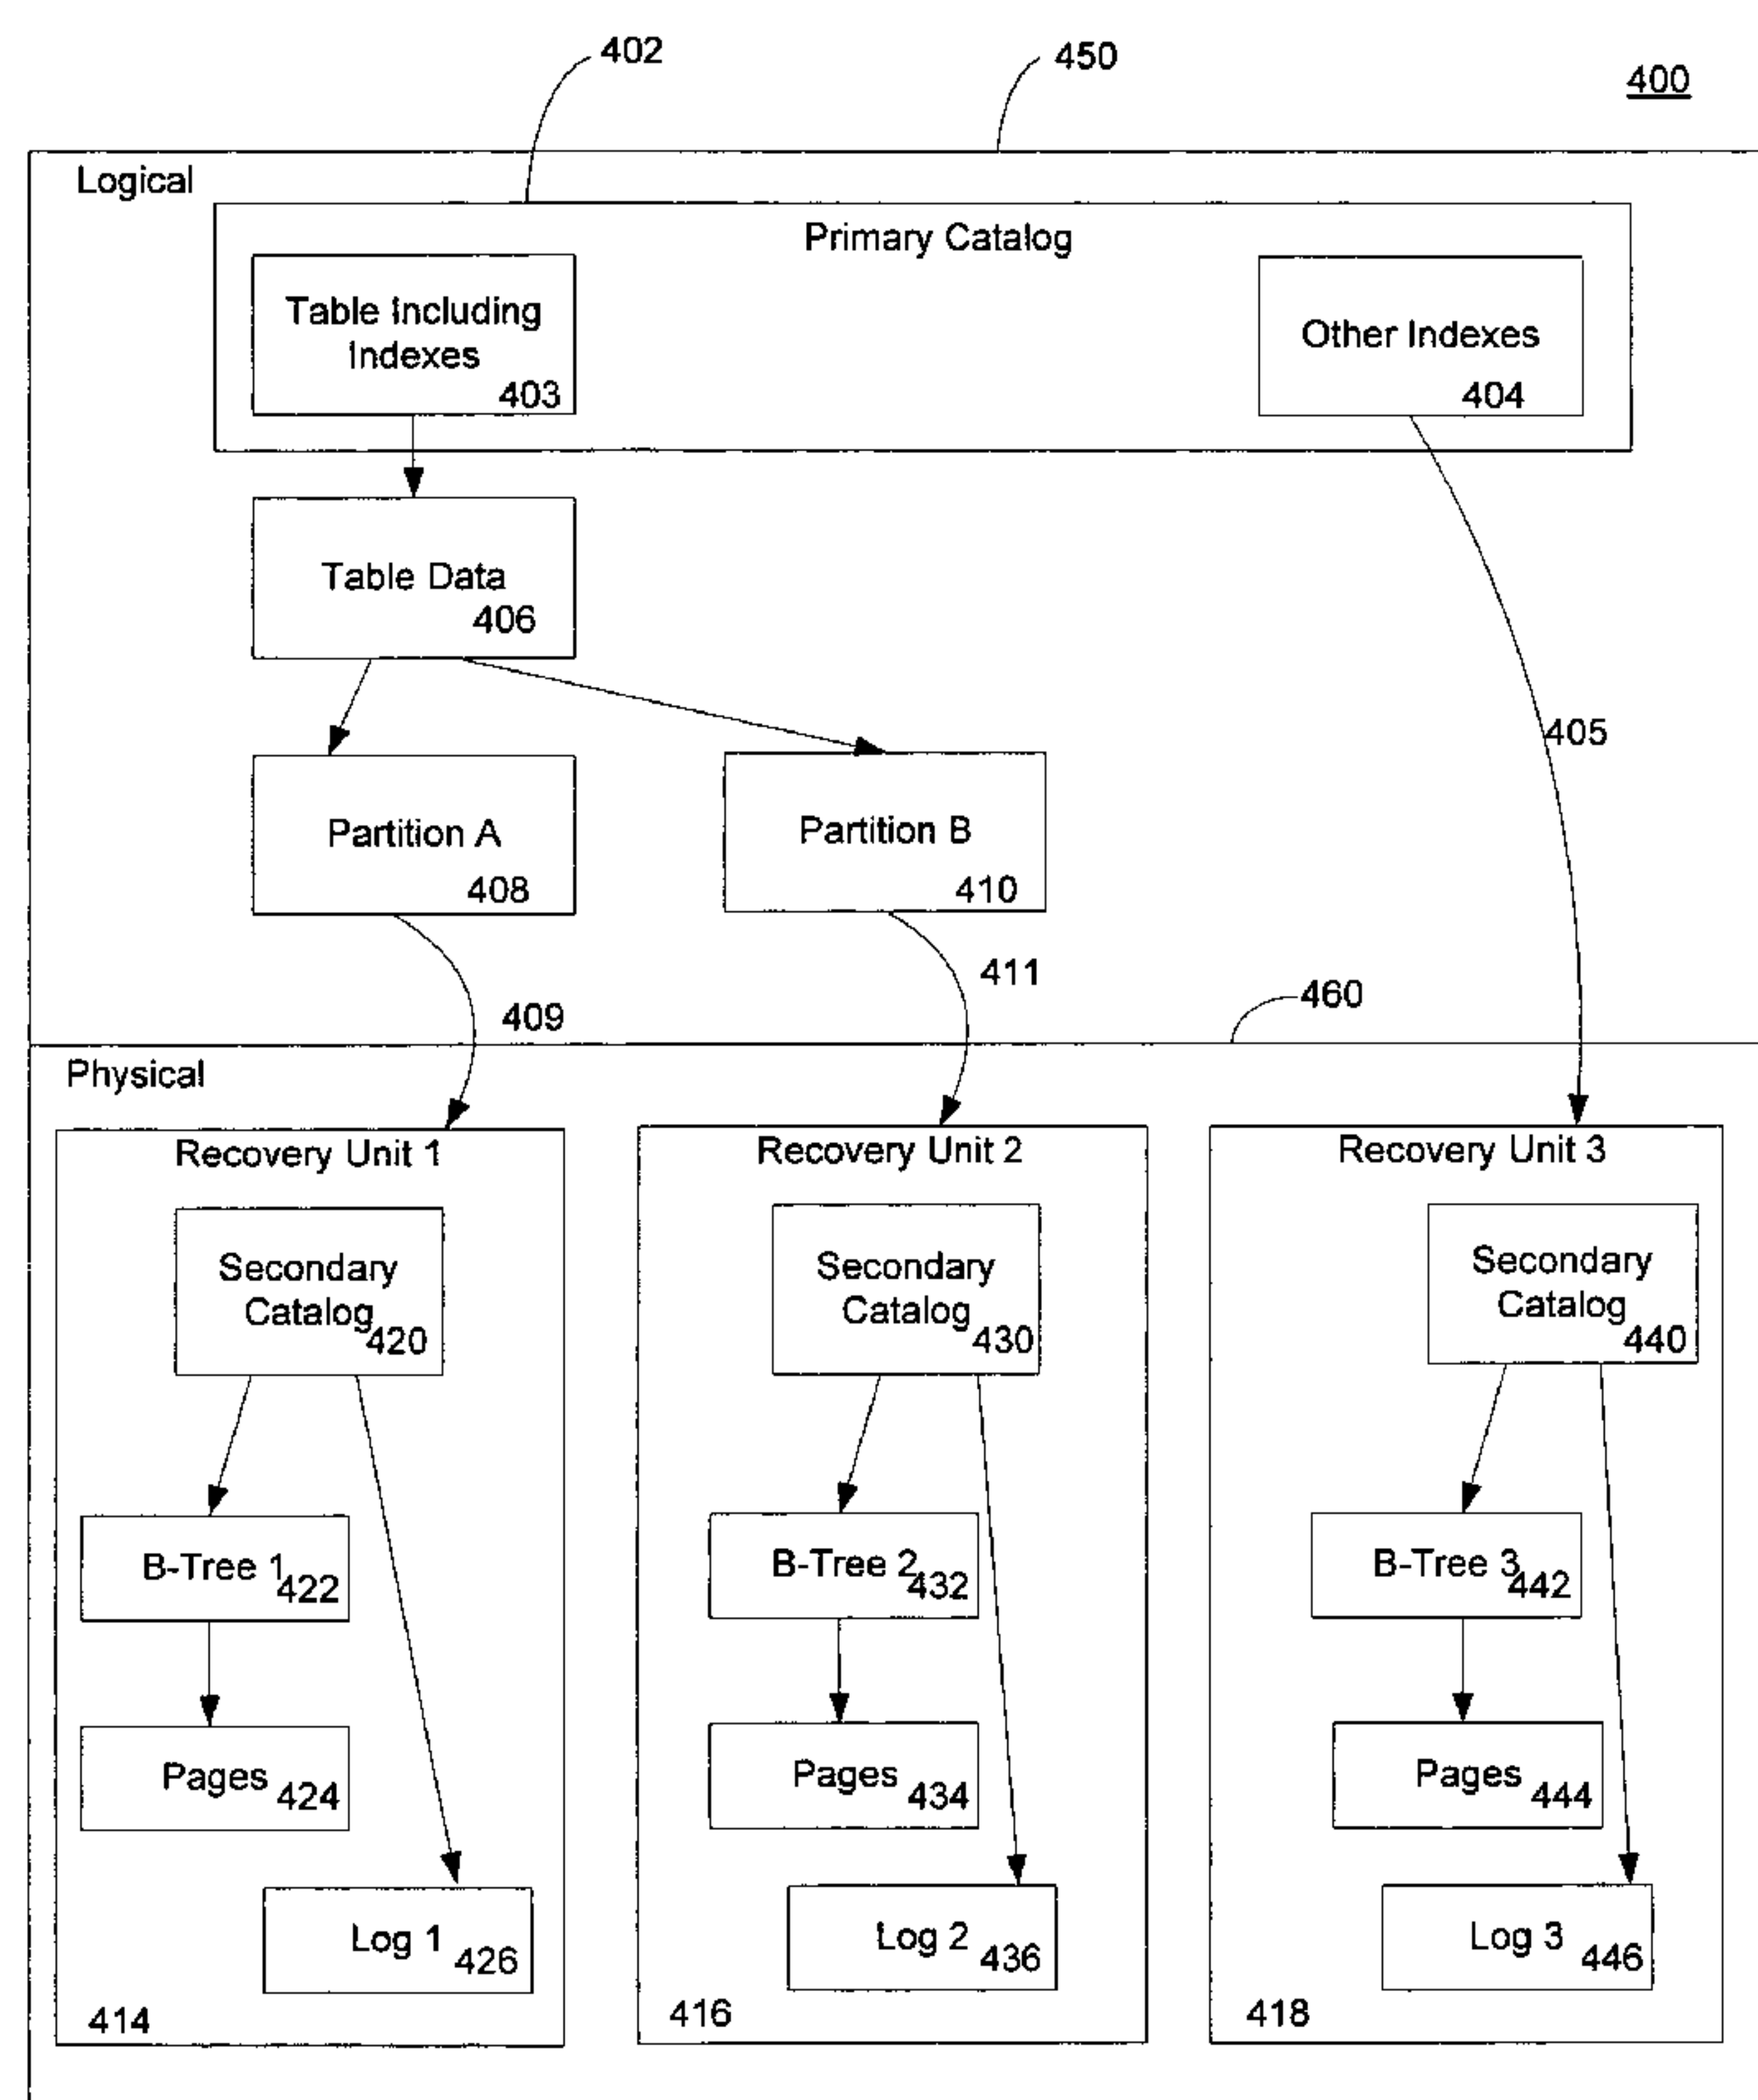 402
450
400
Logical
Primary Catalog
Table Including
Indexes
403
Other Indexes
404
Table Data
406
405
Partition A
408
Partition B
410
411
409
460
Physical
Recovery Unit 1
Secondary
Catalog
420
B-Tree 1
422
Pages
424
Log 1
426
414
Recovery Unit 2
Secondary
Catalog
430
B-Tree 2
432
Pages
434
Log 2
436
416
Recovery Unit 3
Secondary
Catalog
440
B-Tree 3
442
Pages
444
Log 3
446
418